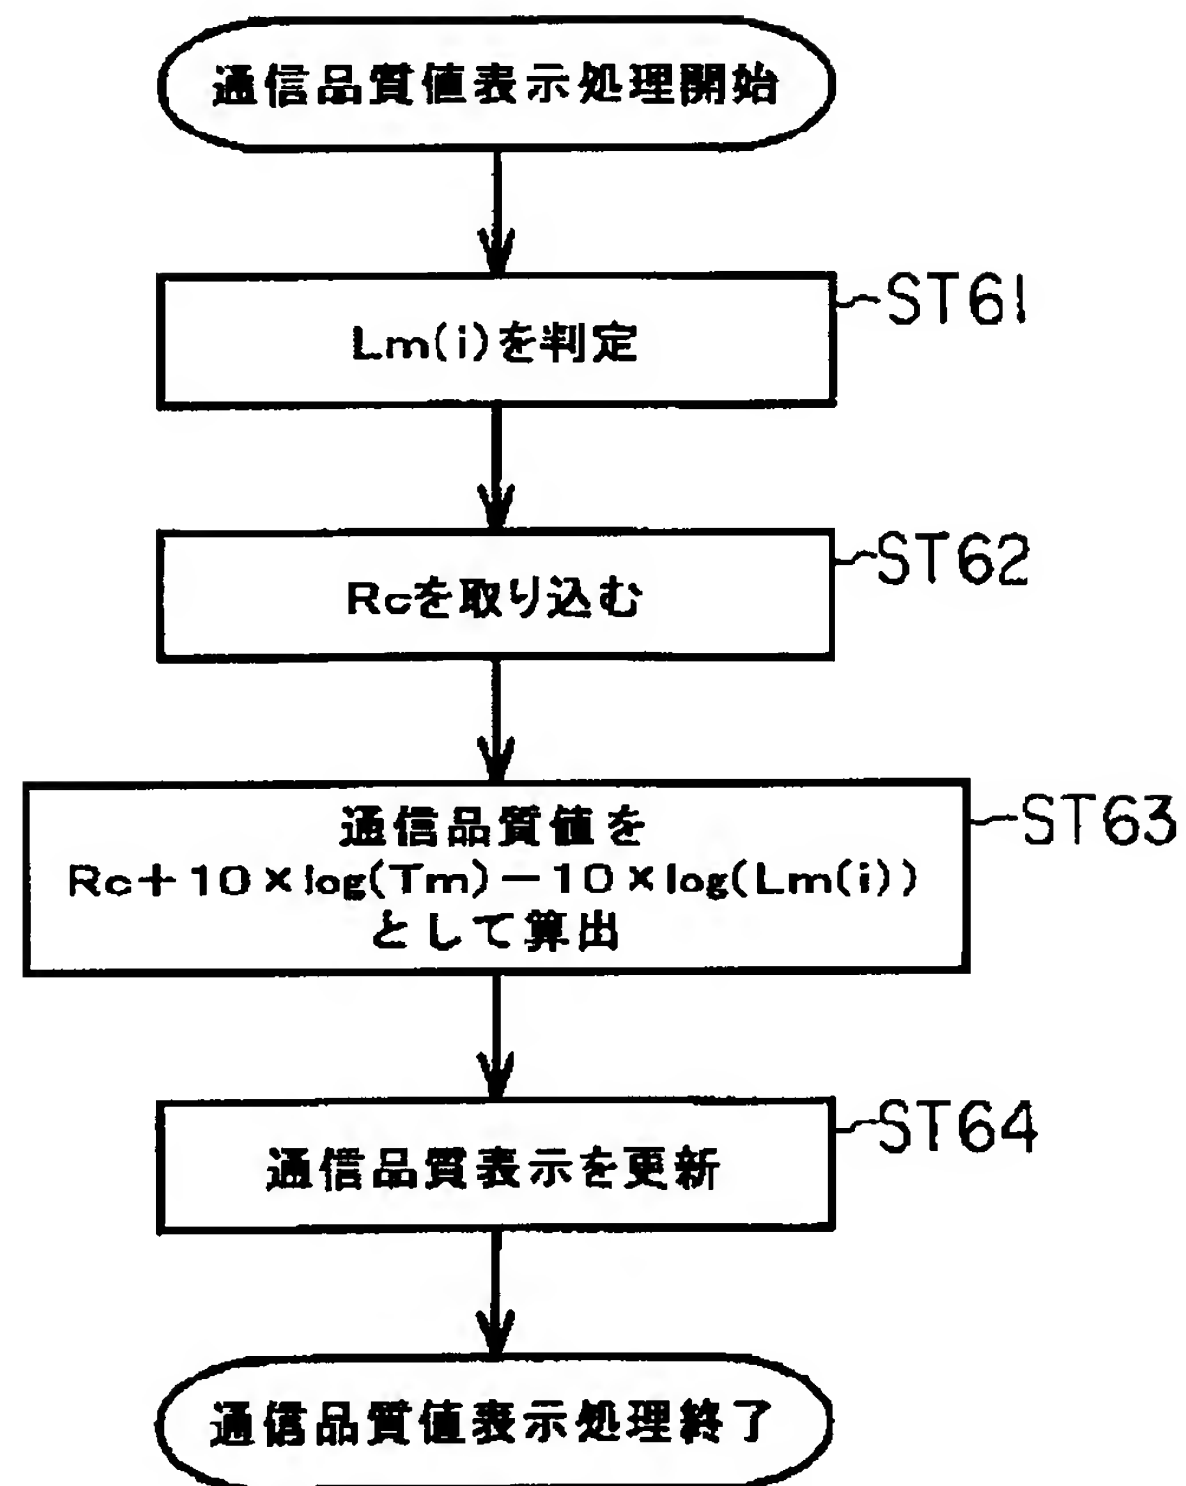 通信品質値表示処理開始
ST61
Lm(i)を判定
ST62
Rcを取り込む
ST63
通信品質値を
Rc+10×log(Tm)-10×log(Lm(i))
として算出
ST64
通信品質表示を更新
通信品質値表示処理終了